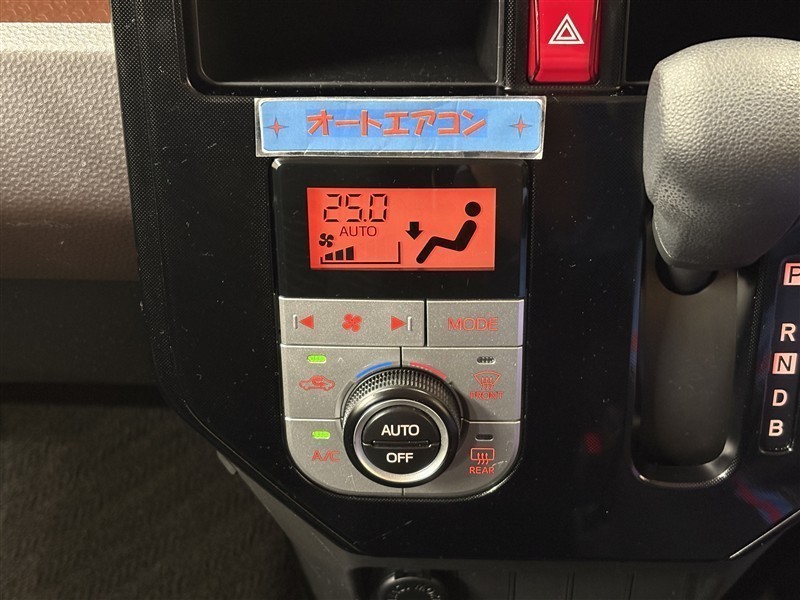 オートエアコン
25.0
AUTO
MODE
FRONT
AUTO
OFF
A/C
REAR
P
R
N
D
B